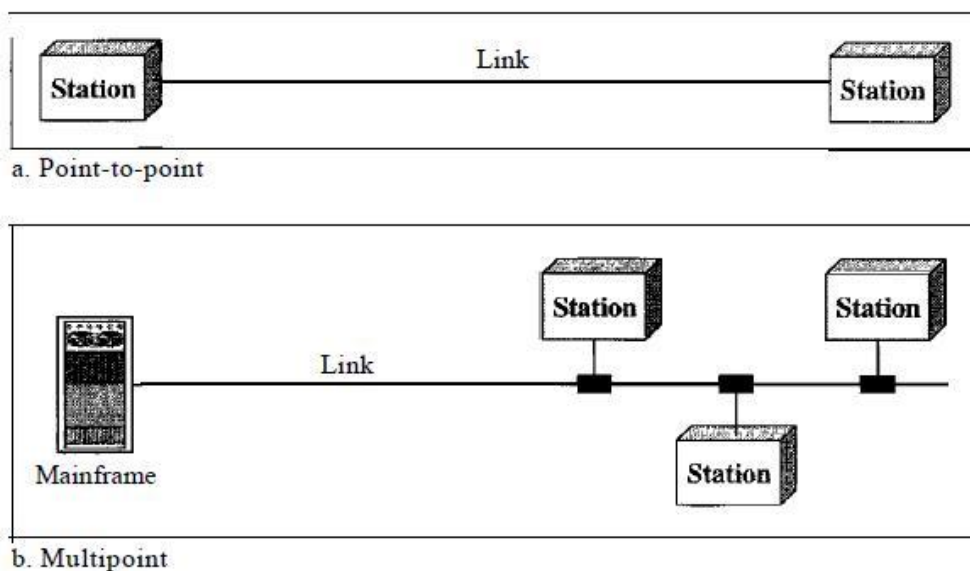 Link
Station
Station
a. Point-to-point
Station
Station
Link
Station
Mainframe
b. Multipoint